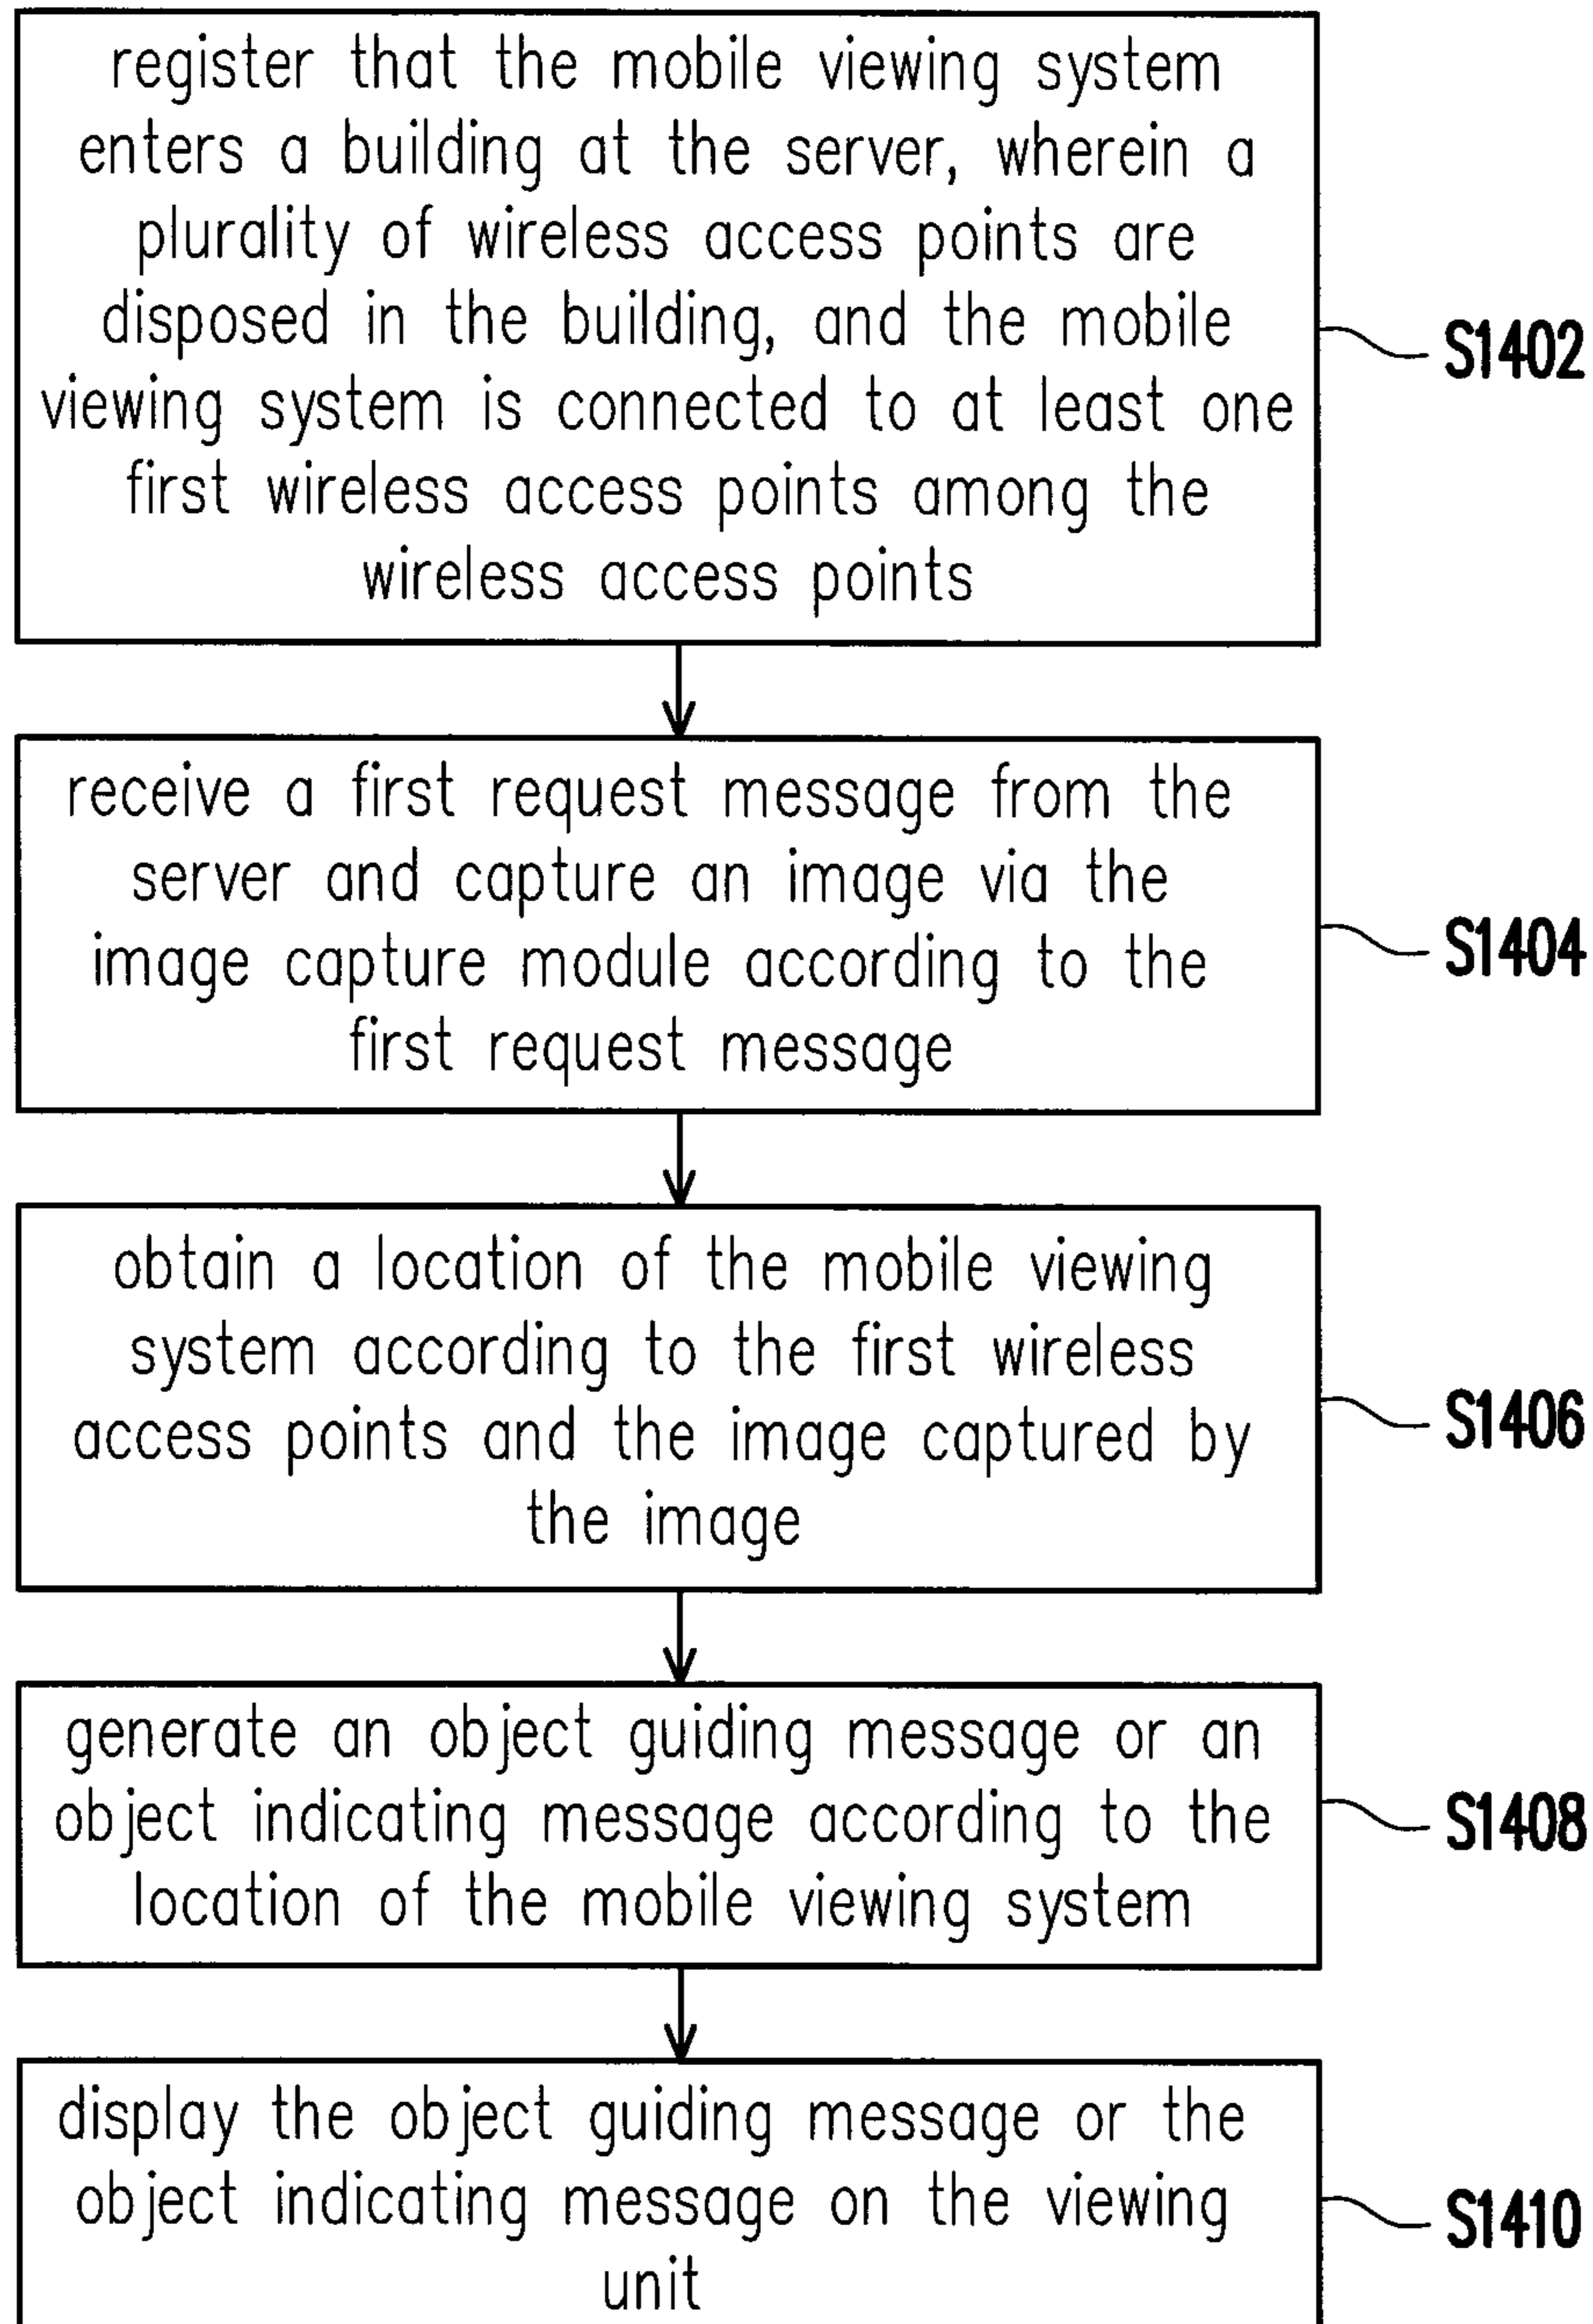 register that the mobile viewing system
enters a building at the server, wherein a
plurality of wireless access points are
disposed in the building, and the mobile
viewing system is connected to at least one
first wireless access points among the
wireless access points
S1402
receive a first request message from the
server and capture an image via the
image capture module according to the
first request message
S1404
obtain a location of the mobile viewing
system according to the first wireless
access points and the image captured by
the image
S1406
generate an object guiding message or an
object indicating message according to the
location of the mobile viewing system
S1408
display the object guiding message or the
object indicating message on the viewing
unit
S1410